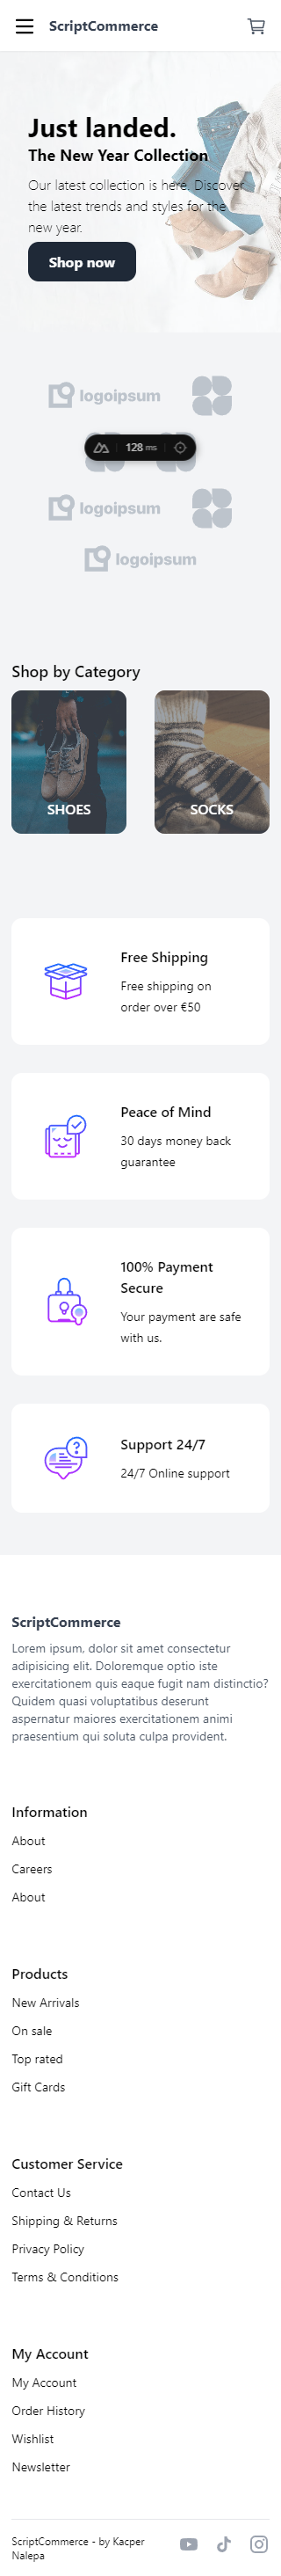 ScriptCommerce
Just landed.
The New Year Collection
Our latest collection is here. Discover
the latest trends and styles for the
new year.
Shop now
logoipsum
128 ms
logoipsum
logoipsum
Shop by Category
SHOES
SOCKS
Free Shipping
Free shipping on
order over €50
Peace of Mind
30 days money back
guarantee
100% Payment
Secure
Your payment are safe
with us.
Support 24/7
24/7 Online support
ScriptCommerce
Lorem ipsum, dolor sit amet consectetur
adipisicing elit. Doloremque optio iste
exercitationem quis eaque fugit nam distinctio?
Quidem quasi voluptatibus deserunt
aspernatur maiores exercitationem animi
praesentium qui soluta culpa provident.
Information
About
Careers
About
Products
New Arrivals
On sale
Top rated
Gift Cards
Customer Service
Contact Us
Shipping & Returns
Privacy Policy
Terms & Conditions
My Account
My Account
Order History
Wishlist
Newsletter
ScriptCommerce - by Kacper
Nalepa